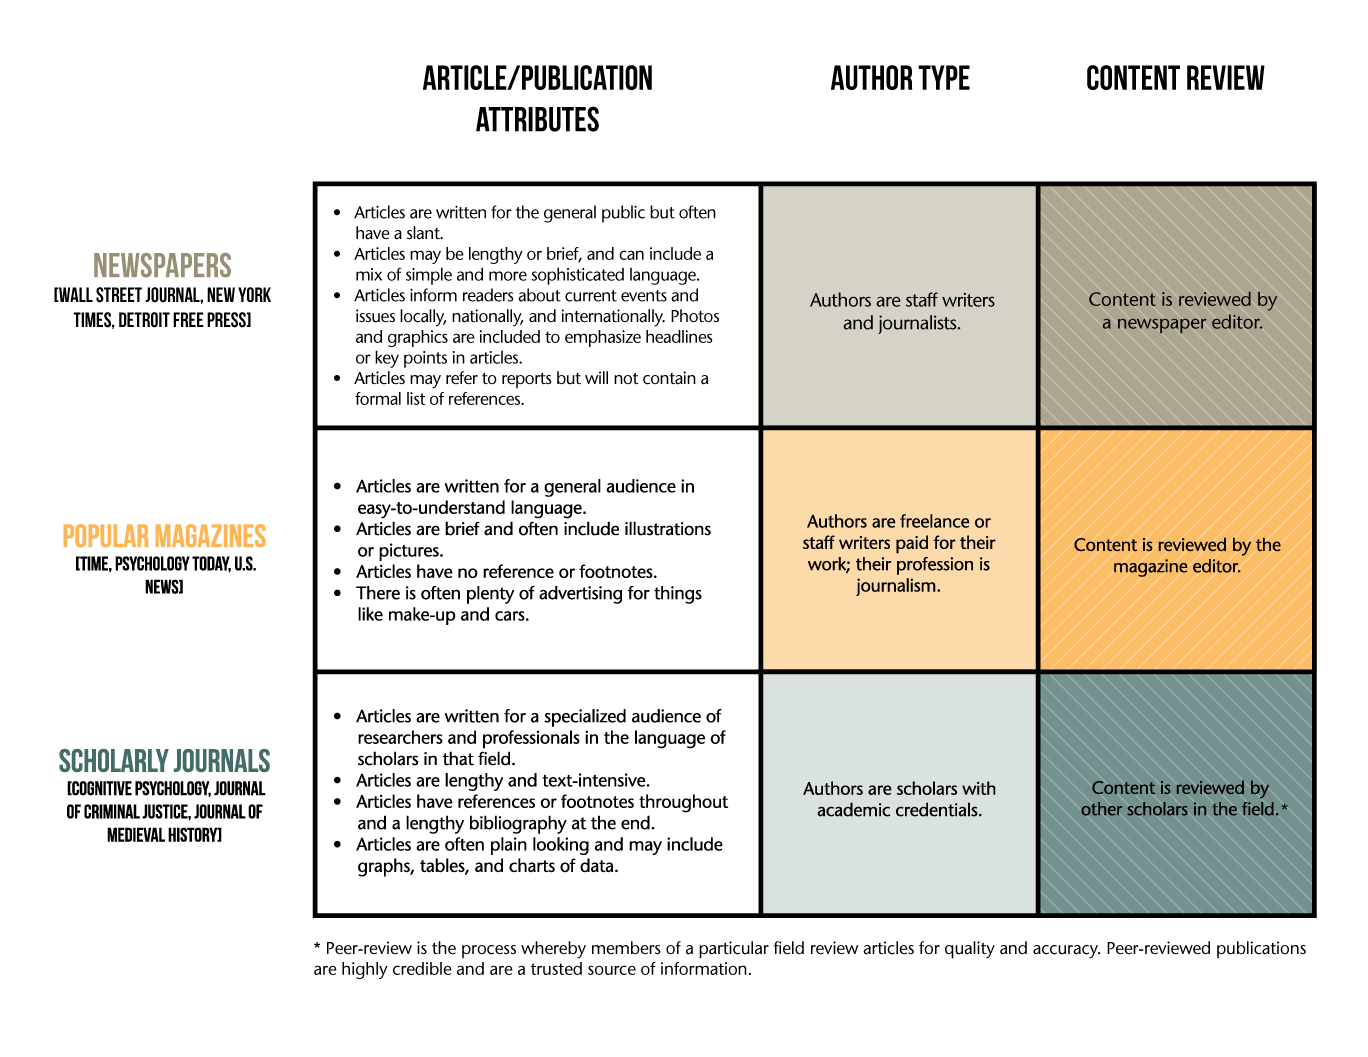 ARTICLE/PUBLICATION
ATTRIBUTES
AUTHOR TYPE
CONTENT REVIEW
NEWSPAPERS
[WALL STREET JOURNAL, NEW YORK
TIMES, DETROIT FREE PRESS]
• Articles are written for the general public but often
have a slant.
• Articles may be lengthy or brief, and can include a
mix of simple and more sophisticated language.
• Articles inform readers about current events and
issues locally, nationally, and internationally. Photos
and graphics are included to emphasize headlines
or key points in articles.
• Articles may refer to reports but will not contain a
formal list of references.
Authors are staff writers
and journalists.
Content is reviewed by
a newspaper editor.
POPULAR MAGAZINES
[TIME, PSYCHOLOGY TODAY, U.S.
NEWS]
• Articles are written for a general audience in
easy-to-understand language.
• Articles are brief and often include illustrations
or pictures.
• Articles have no reference or footnotes.
• There is often plenty of advertising for things
like make-up and cars.
Authors are freelance or
staff writers paid for their
work; their profession is
journalism.
Content is reviewed by the
magazine editor.
SCHOLARLY JOURNALS
[COGNITIVE PSYCHOLOGY, JOURNAL
OF CRIMINAL JUSTICE, JOURNAL OF
MEDIEVAL HISTORY]
• Articles are written for a specialized audience of
researchers and professionals in the language of
scholars in that field.
• Articles are lengthy and text-intensive.
• Articles have references or footnotes throughout
and a lengthy bibliography at the end.
• Articles are often plain looking and may include
graphs, tables, and charts of data.
Authors are scholars with
academic credentials.
Content is reviewed by
other scholars in the field.*
* Peer-review is the process whereby members of a particular field review articles for quality and accuracy. Peer-reviewed publications
are highly credible and are a trusted source of information.